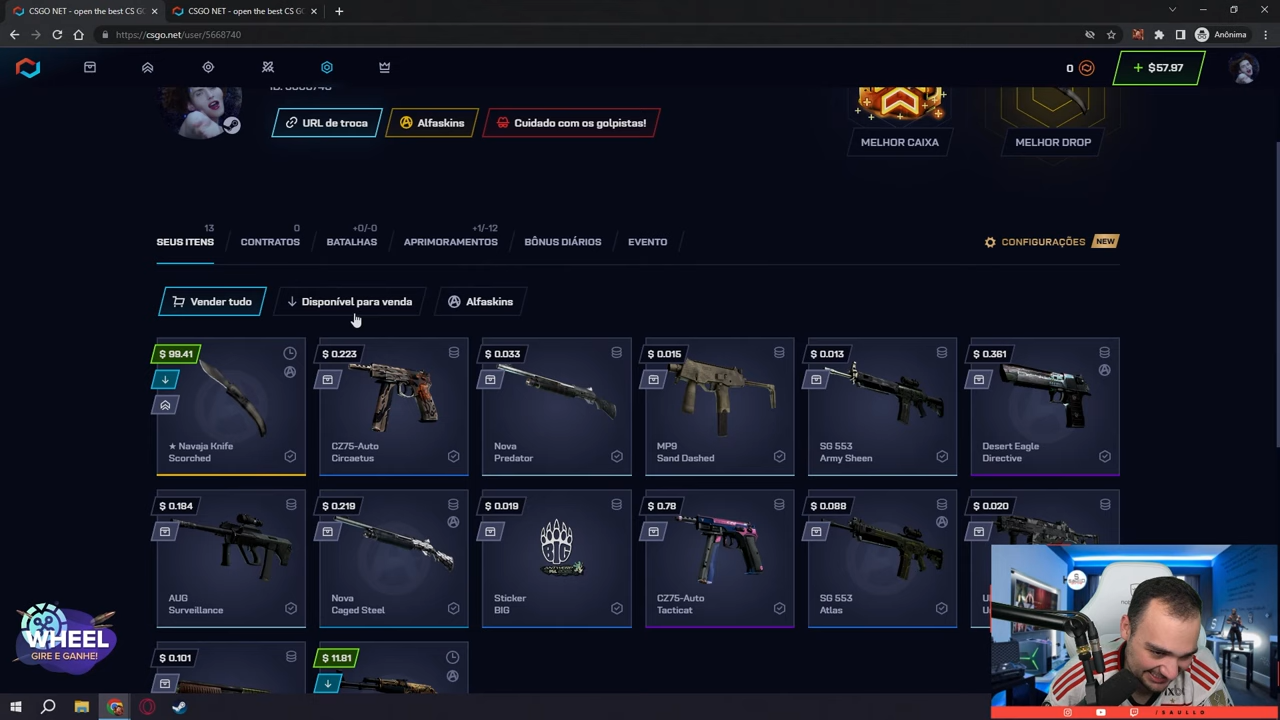 CSGO NET - open the best CS GO
CSGO NET - open the best CS GO
https://csgo.net/user/5668740
Anônima
0
+ $57.97
URL de troca
Alfaskins
Cuidado com os golpistas!
MELHOR CAIXA
MELHOR DROP
13
SEUS ITENS
0
CONTRATOS
+0/-0
BATALHAS
+1/-12
APRIMORAMENTOS
BÔNUS DIÁRIOS
EVENTO
CONFIGURAÇÕES NEW
Vender tudo
Disponível para venda
Alfaskins
$ 99.41
★ Navaja Knife
Scorched
$ 0.223
CZ75-Auto
Circaetus
$ 0.033
Nova
Predator
$ 0.015
MP9
Sand Dashed
$ 0.013
SG 553
Army Sheen
$ 0.361
Desert Eagle
Directive
$ 0.184
AUG
Surveillance
$ 0.219
Nova
Caged Steel
$ 0.019
BIG
Sticker
BIG
$ 0.78
CZ75-Auto
Tacticat
$ 0.088
SG 553
Atlas
$ 0.020
WHEEL
GIRE E GANHE!
$ 0.101
$ 11.81
/SAULLO